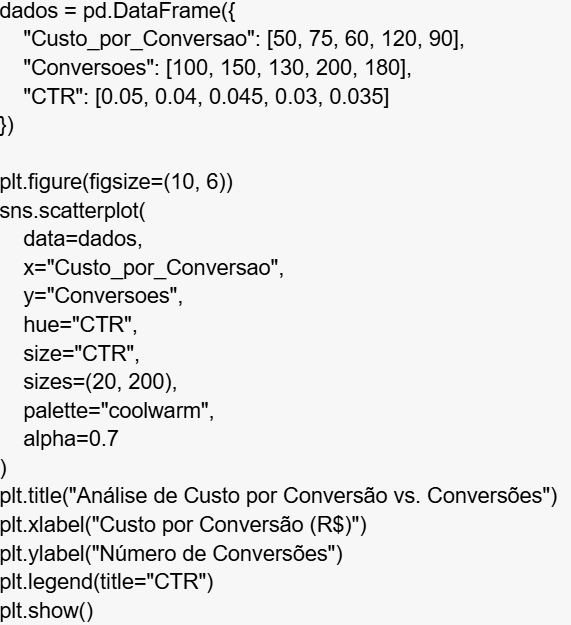 dados = pd.DataFrame({
    "Custo_por_Conversao": [50, 75, 60, 120, 90],
    "Conversoes": [100, 150, 130, 200, 180],
    "CTR": [0.05, 0.04, 0.045, 0.03, 0.035]
})

plt.figure(figsize=(10, 6))
sns.scatterplot(
    data=dados,
    x="Custo_por_Conversao",
    y="Conversoes",
    hue="CTR",
    size="CTR",
    sizes=(20, 200),
    palette="coolwarm",
    alpha=0.7
)
plt.title("Análise de Custo por Conversão vs. Conversões")
plt.xlabel("Custo por Conversão (R$)")
plt.ylabel("Número de Conversões")
plt.legend(title="CTR")
plt.show()